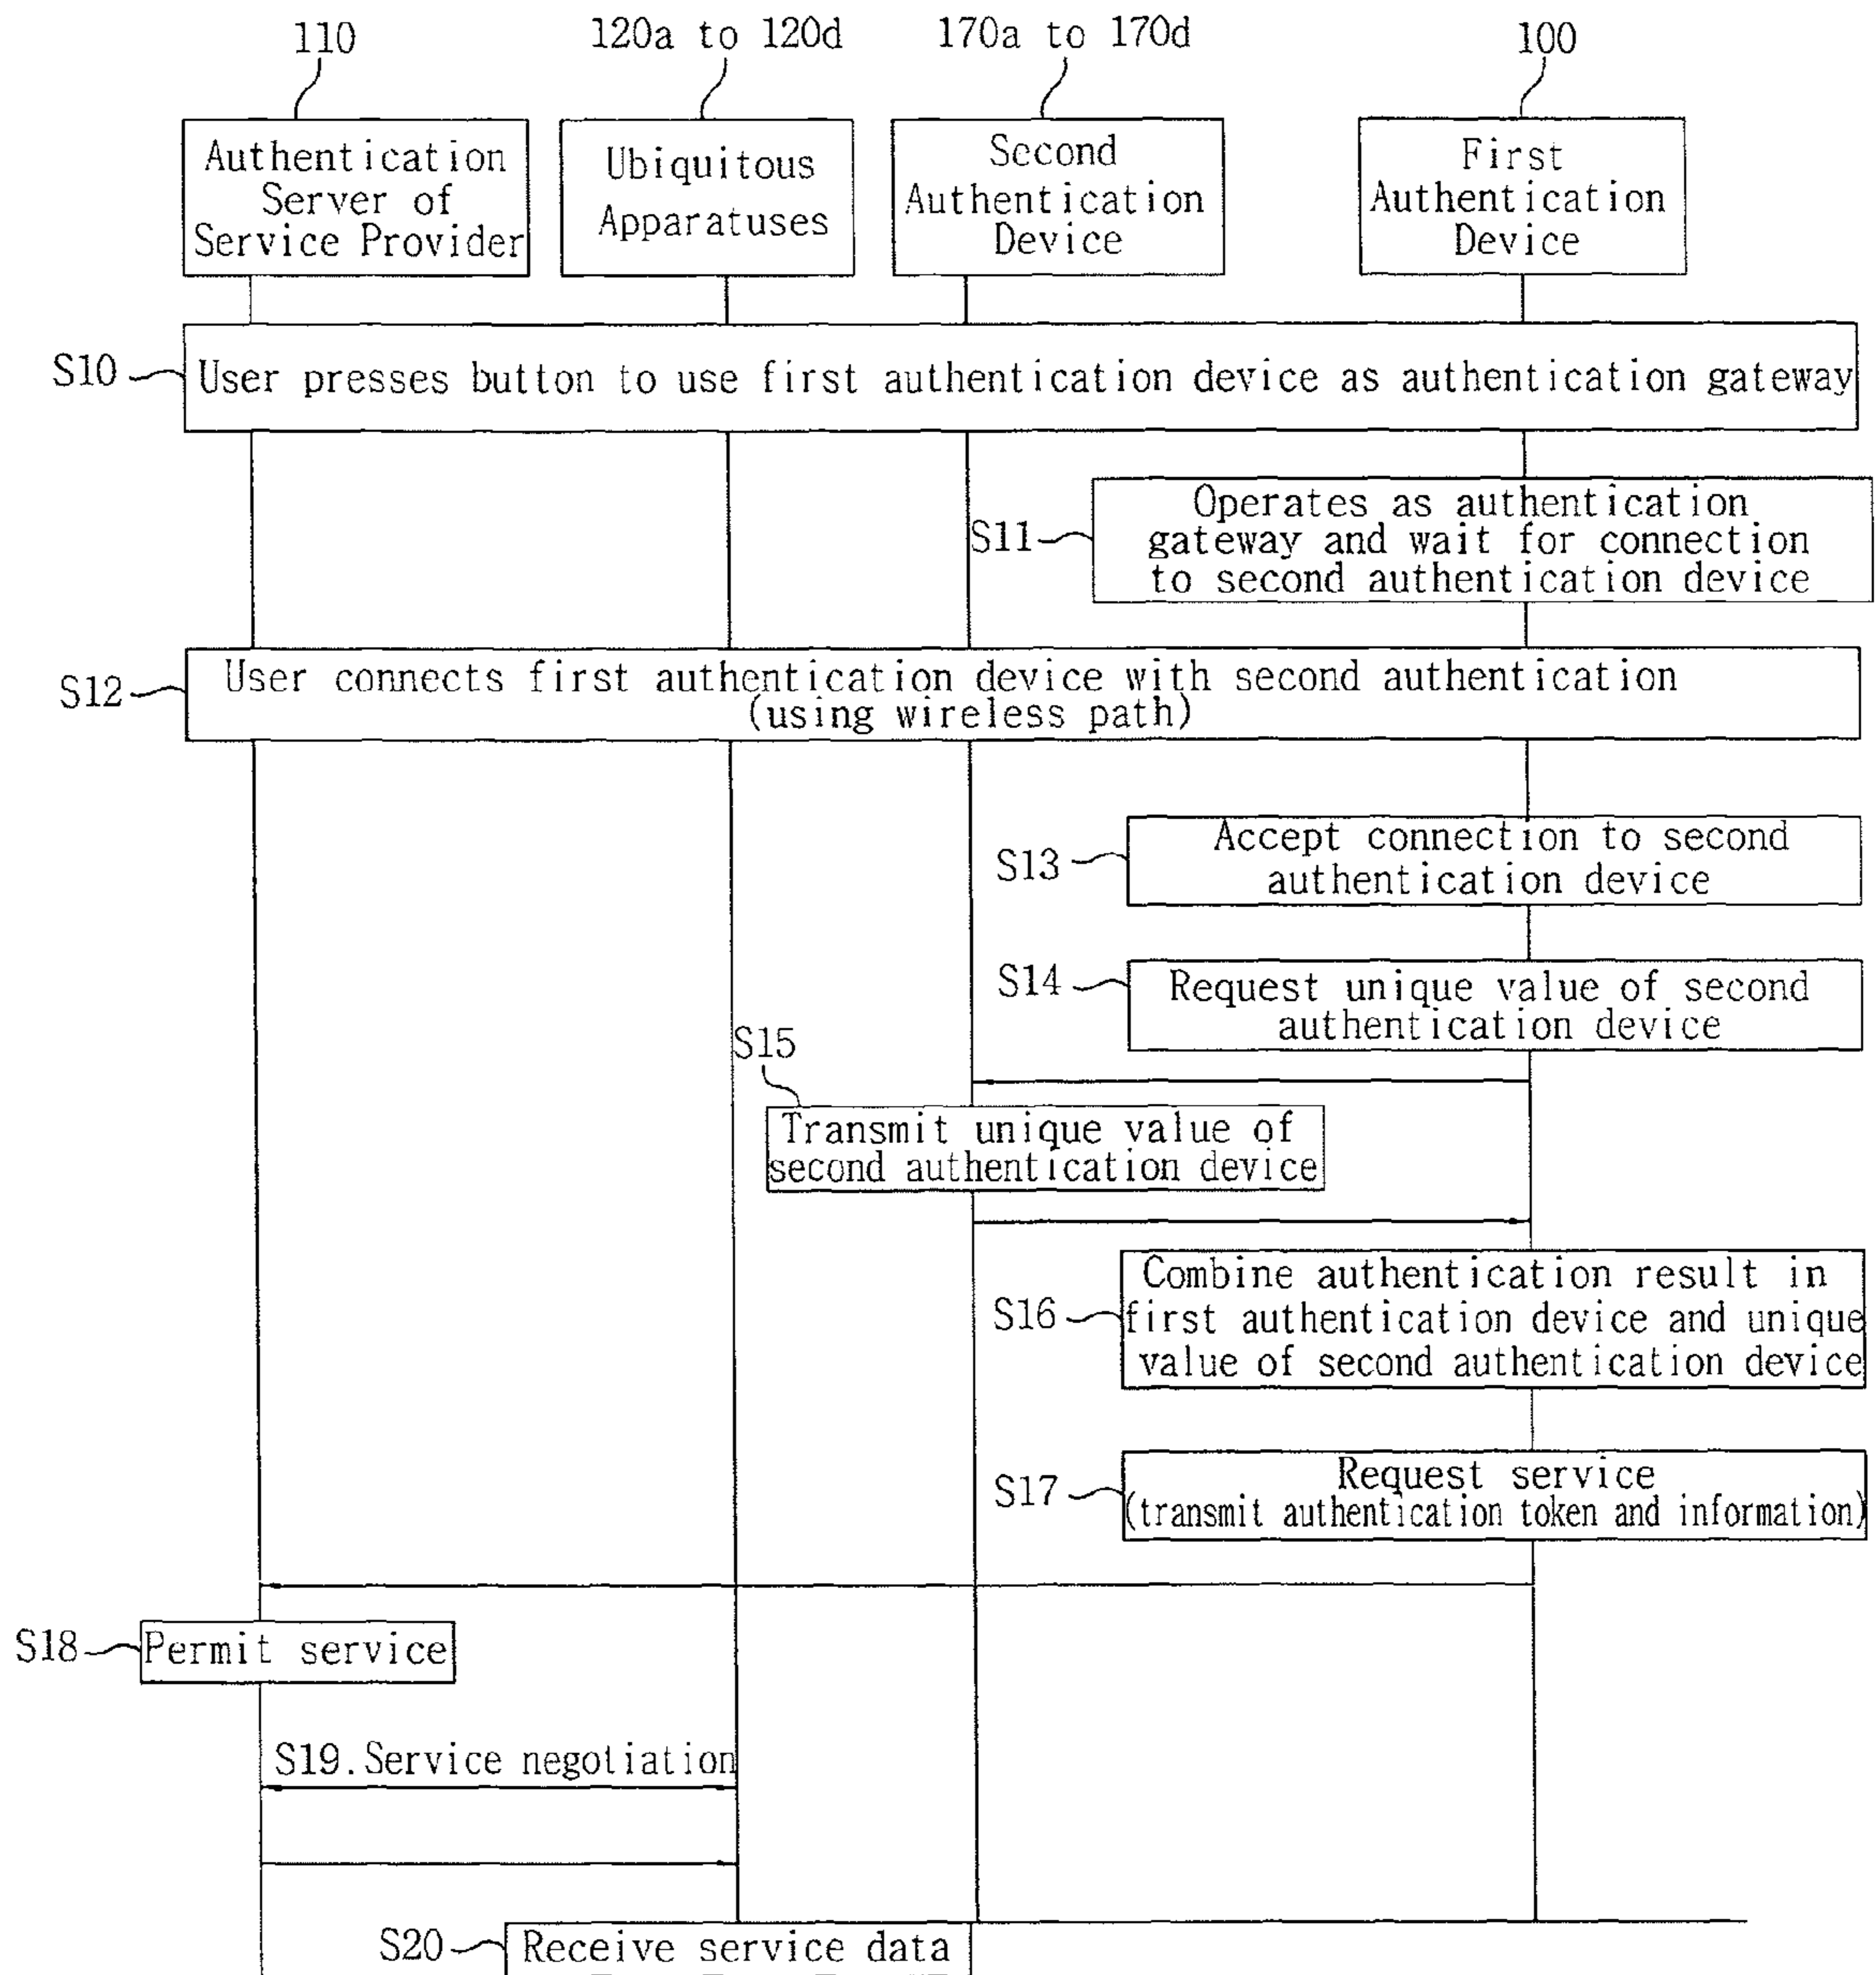 110
120a to 120d
170a to 170d
100
Authentication
Server of
Service Provider
Ubiquitous
Apparatuses
Second
Authentication
Device
First
Authentication
Device
S10
User presses button to use first authentication device as authentication gateway
S11
Operates as authentication
gateway and wait for connection
to second authentication device
S12
User connects first authentication device with second authentication
(using wireless path)
S13
Accept connection to second
authentication device
S14
Request unique value of second
authentication device
S15
Transmit unique value of
second authentication device
S16
Combine authentication result in
first authentication device and unique
value of second authentication device
S17
Request service
(transmit authentication token and information)
S18
Permit service
S19.Service negotiation
S20
Receive service data